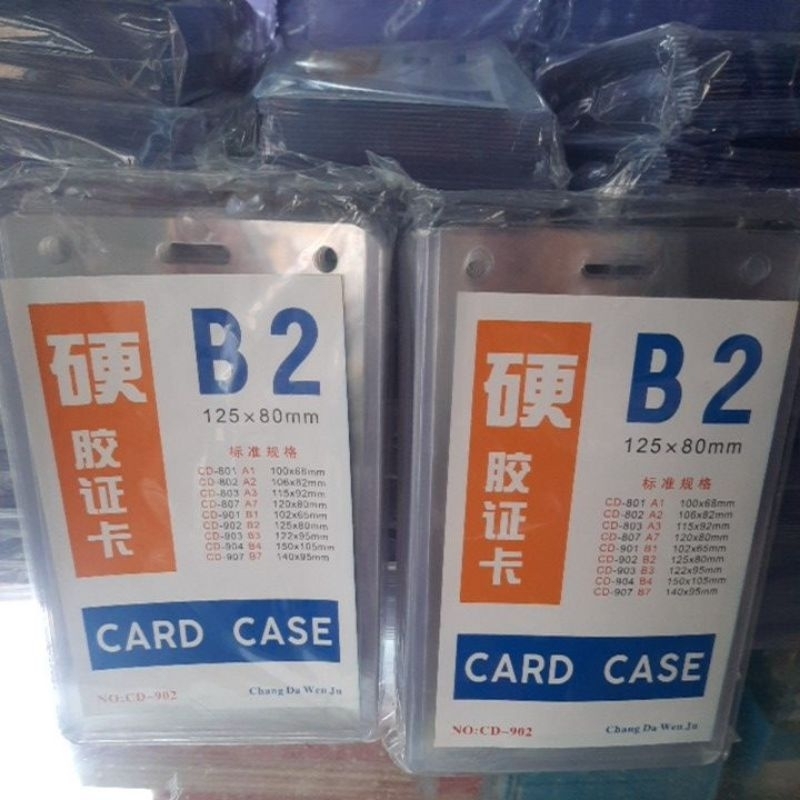 硬胶证卡
B2
125×80mm
标准规格
CD-801 A1 100x68mm
CD-802 A2 106x82mm
CD-803 A3 115x92mm
CD-807 A7 120x80mm
CD-901 B1 102x65mm
CD-902 B2 125x80mm
CD-903 B3 122x95mm
CD-904 B4 150x105mm
CD-907 B7 140x95mm
CARD CASE
NO:CD-902 Chang Da Wen Ju
硬胶证卡
B2
125×80mm
标准规格
CD-801 A1 100x68mm
CD-802 A2 106x82mm
CD-803 A3 115x92mm
CD-807 A7 120x80mm
CD-901 B1 102x65mm
CD-902 B2 125x80mm
CD-903 B3 122x95mm
CD-904 B4 150x105mm
CD-907 B7 140x95mm
CARD CASE
NO:CD-902 Chang Da Wen Ju